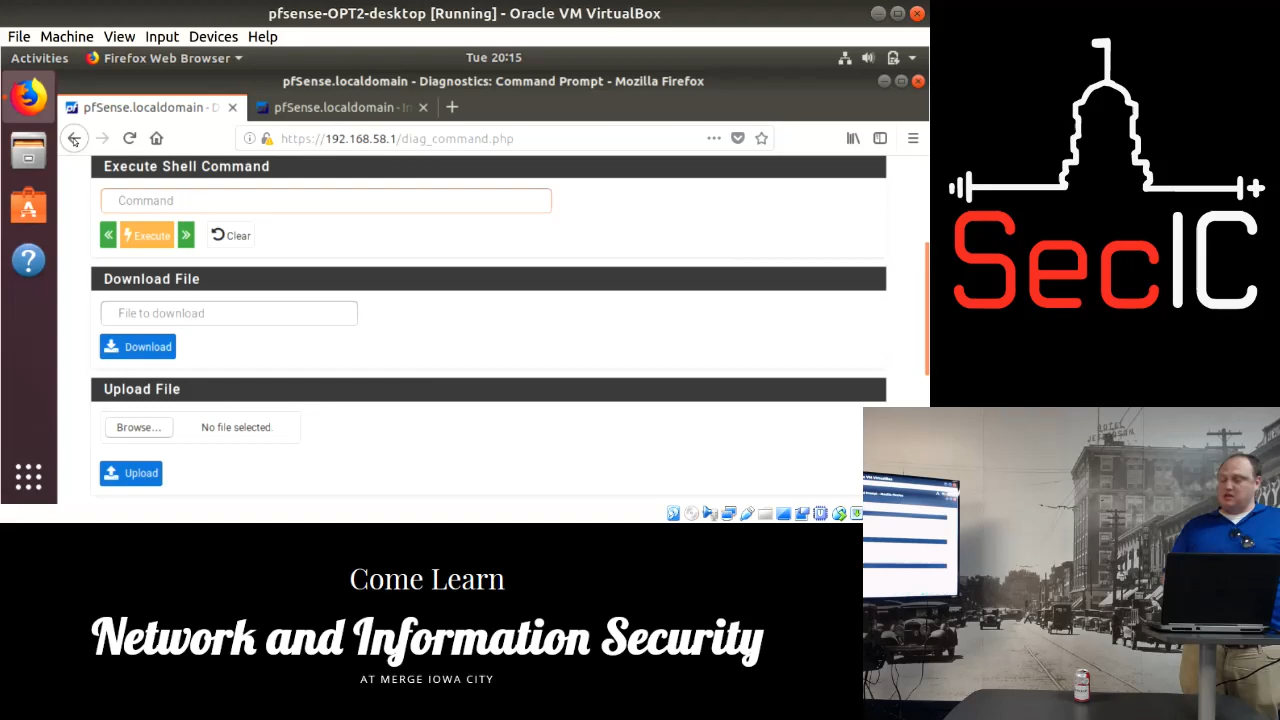 pfsense-OPT2-desktop [Running] - Oracle VM VirtualBox
File Machine View Input Devices Help
Activities Firefox Web Browser Tue 20:15
pfSense.localdomain - Diagnostics: Command Prompt - Mozilla Firefox
pfSense.localdomain - D pfSense.localdomain - In
https://192.168.58.1/diag_command.php
Execute Shell Command
Command
Execute Clear
Download File
File to download
Download
Upload File
Browse... No file selected.
Upload
SecIC
HOTEL
JEFFERSON
Come Learn
Network and Information Security
AT MERGE IOWA CITY